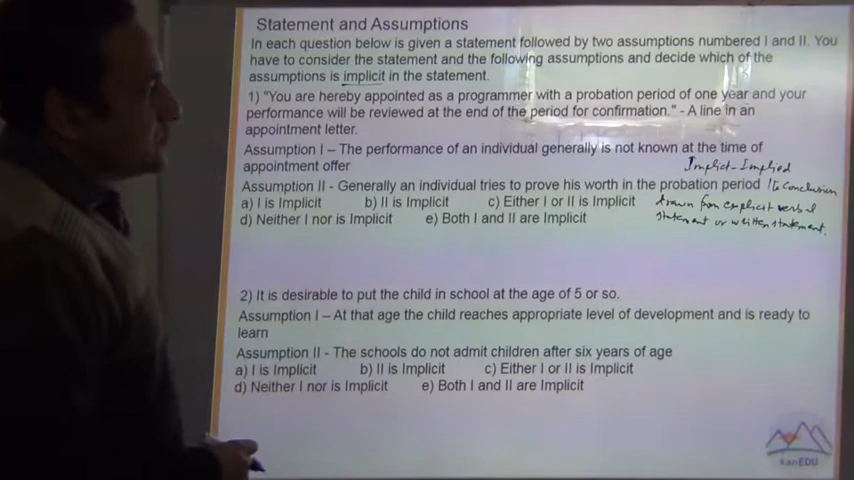 Statement and Assumptions
In each question below is given a statement followed by two assumptions numbered I and II. You
have to consider the statement and the following assumptions and decide which of the
assumptions is implicit in the statement.
1) "You are hereby appointed as a programmer with a probation period of one year and your
performance will be reviewed at the end of the period for confirmation." - A line in an
appointment letter.
Assumption I – The performance of an individual generally is not known at the time of
appointment offer
Implicit - Implied
Assumption II - Generally an individual tries to prove his worth in the probation period
conclusion
a) I is Implicit b) II is Implicit c) Either I or II is Implicit
drawn from explicit verbal
d) Neither I nor is Implicit e) Both I and II are Implicit
statement or written statement.
2) It is desirable to put the child in school at the age of 5 or so.
Assumption I – At that age the child reaches appropriate level of development and is ready to
learn
Assumption II - The schools do not admit children after six years of age
a) I is Implicit b) II is Implicit c) Either I or II is Implicit
d) Neither I nor is Implicit e) Both I and II are Implicit
kanEDU